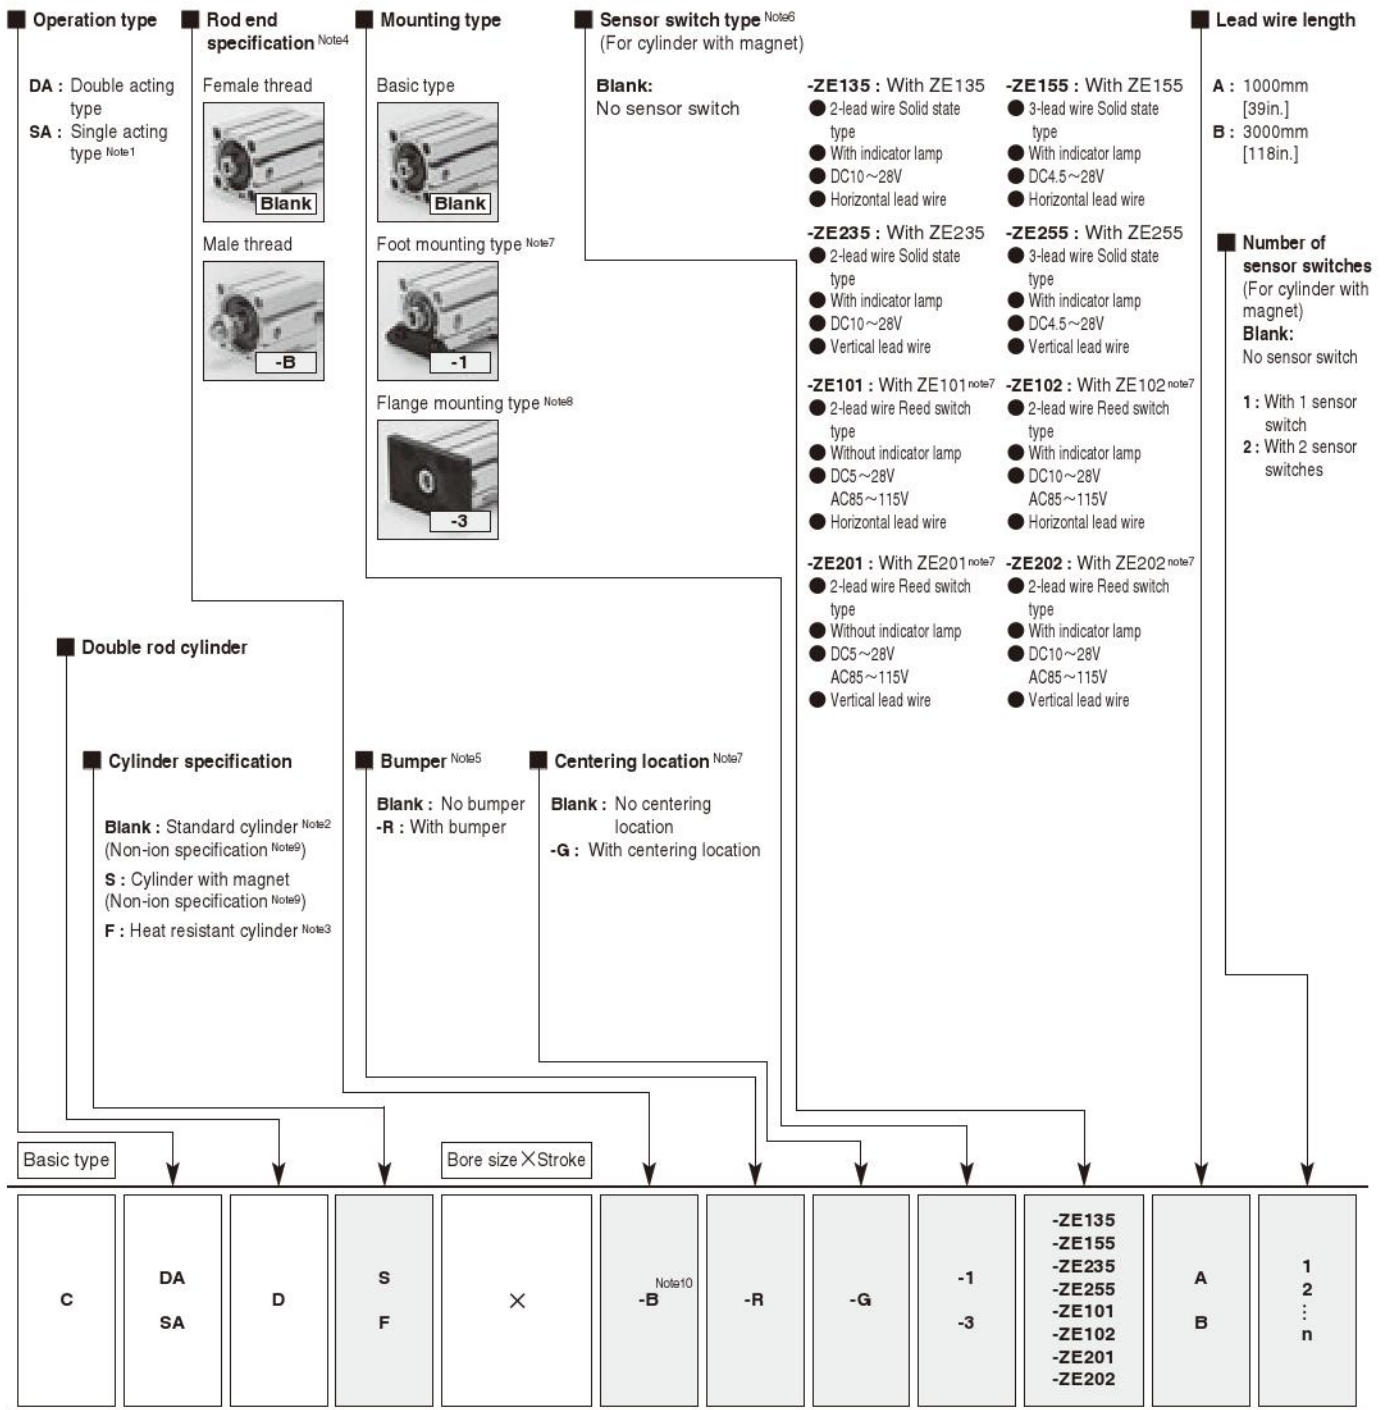 ■ Operation type
DA : Double acting
type
SA : Single acting
type Note1
■ Rod end
specification Note4
Female thread
Blank
Male thread
-B
■ Mounting type
Basic type
Blank
Foot mounting type Note7
-1
Flange mounting type Note8
-3
■ Sensor switch type Note6
(For cylinder with magnet)
Blank:
No sensor switch
-ZE135 : With ZE135
● 2-lead wire Solid state
type
● With indicator lamp
● DC10～28V
● Horizontal lead wire
-ZE155 : With ZE155
● 3-lead wire Solid state
type
● With indicator lamp
● DC4.5～28V
● Horizontal lead wire
-ZE235 : With ZE235
● 2-lead wire Solid state
type
● With indicator lamp
● DC10～28V
● Vertical lead wire
-ZE255 : With ZE255
● 3-lead wire Solid state
type
● With indicator lamp
● DC4.5～28V
● Vertical lead wire
-ZE101 : With ZE101 note7
● 2-lead wire Reed switch
type
● Without indicator lamp
● DC5～28V
AC85～115V
● Horizontal lead wire
-ZE102 : With ZE102 note7
● 2-lead wire Reed switch
type
● With indicator lamp
● DC10～28V
AC85～115V
● Horizontal lead wire
-ZE201 : With ZE201 note7
● 2-lead wire Reed switch
type
● Without indicator lamp
● DC5～28V
AC85～115V
● Vertical lead wire
-ZE202 : With ZE202 note7
● 2-lead wire Reed switch
type
● With indicator lamp
● DC10～28V
AC85～115V
● Vertical lead wire
■ Lead wire length
A : 1000mm
[39in.]
B : 3000mm
[118in.]
■ Number of
sensor switches
(For cylinder with
magnet)
Blank:
No sensor switch
1 : With 1 sensor
switch
2 : With 2 sensor
switches
■ Double rod cylinder
■ Cylinder specification
Blank : Standard cylinder Note2
(Non-ion specification Note9)
S : Cylinder with magnet
(Non-ion specification Note9)
F : Heat resistant cylinder Note3
■ Bumper Note5
Blank : No bumper
-R : With bumper
■ Centering location Note7
Blank : No centering
location
-G : With centering location
Basic type
Bore size×Stroke
C
DA
SA
D
S
F
×
-B Note10
-R
-G
-1
-3
-ZE135
-ZE155
-ZE235
-ZE255
-ZE101
-ZE102
-ZE201
-ZE202
A
B
1
2
⋮
n